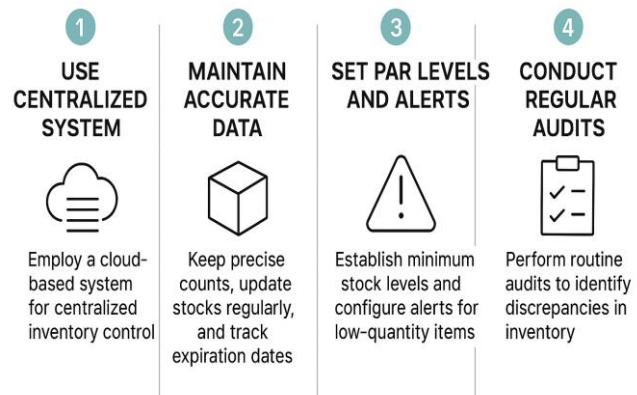 1
USE
CENTRALIZED
SYSTEM
Employ a cloud-
based system
for centralized
inventory control
2
MAINTAIN
ACCURATE
DATA
Keep precise
counts, update
stocks regularly,
and track
expiration dates
3
SET PAR LEVELS
AND ALERTS
Establish minimum
stock levels and
configure alerts for
low-quantity items
4
CONDUCT
REGULAR
AUDITS
Perform routine
audits to identify
discrepancies in
inventory